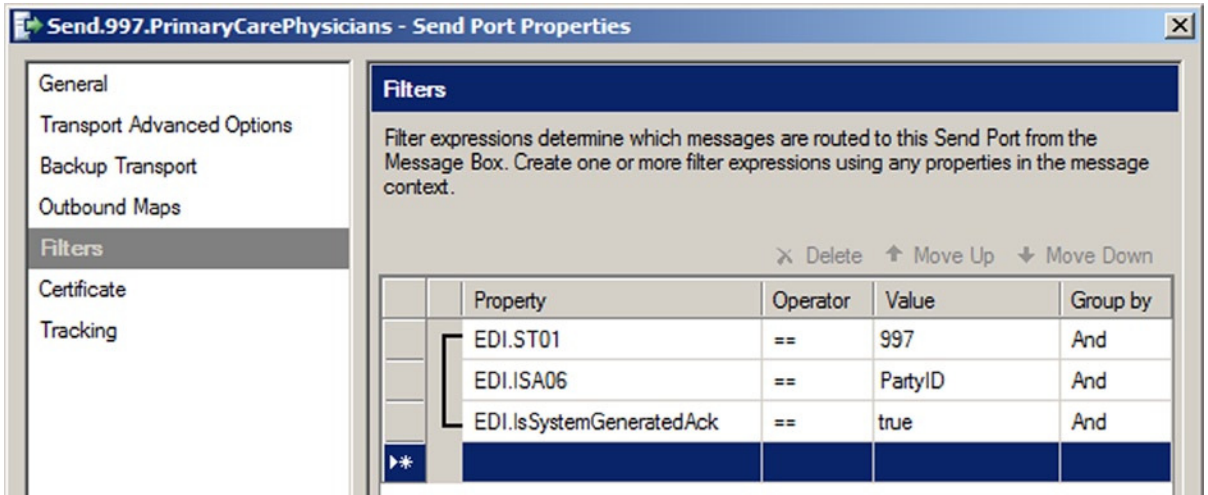 Send.997.PrimaryCarePhysicians - Send Port Properties
General
Transport Advanced Options
Backup Transport
Outbound Maps
Filters
Certificate
Tracking
Filters
Filter expressions determine which messages are routed to this Send Port from the
Message Box. Create one or more filter expressions using any properties in the message
context.
Delete Move Up Move Down
Property Operator Value Group by
EDI.ST01 == 997 And
EDI.ISA06 == PartyID And
EDI.IsSystemGeneratedAck == true And